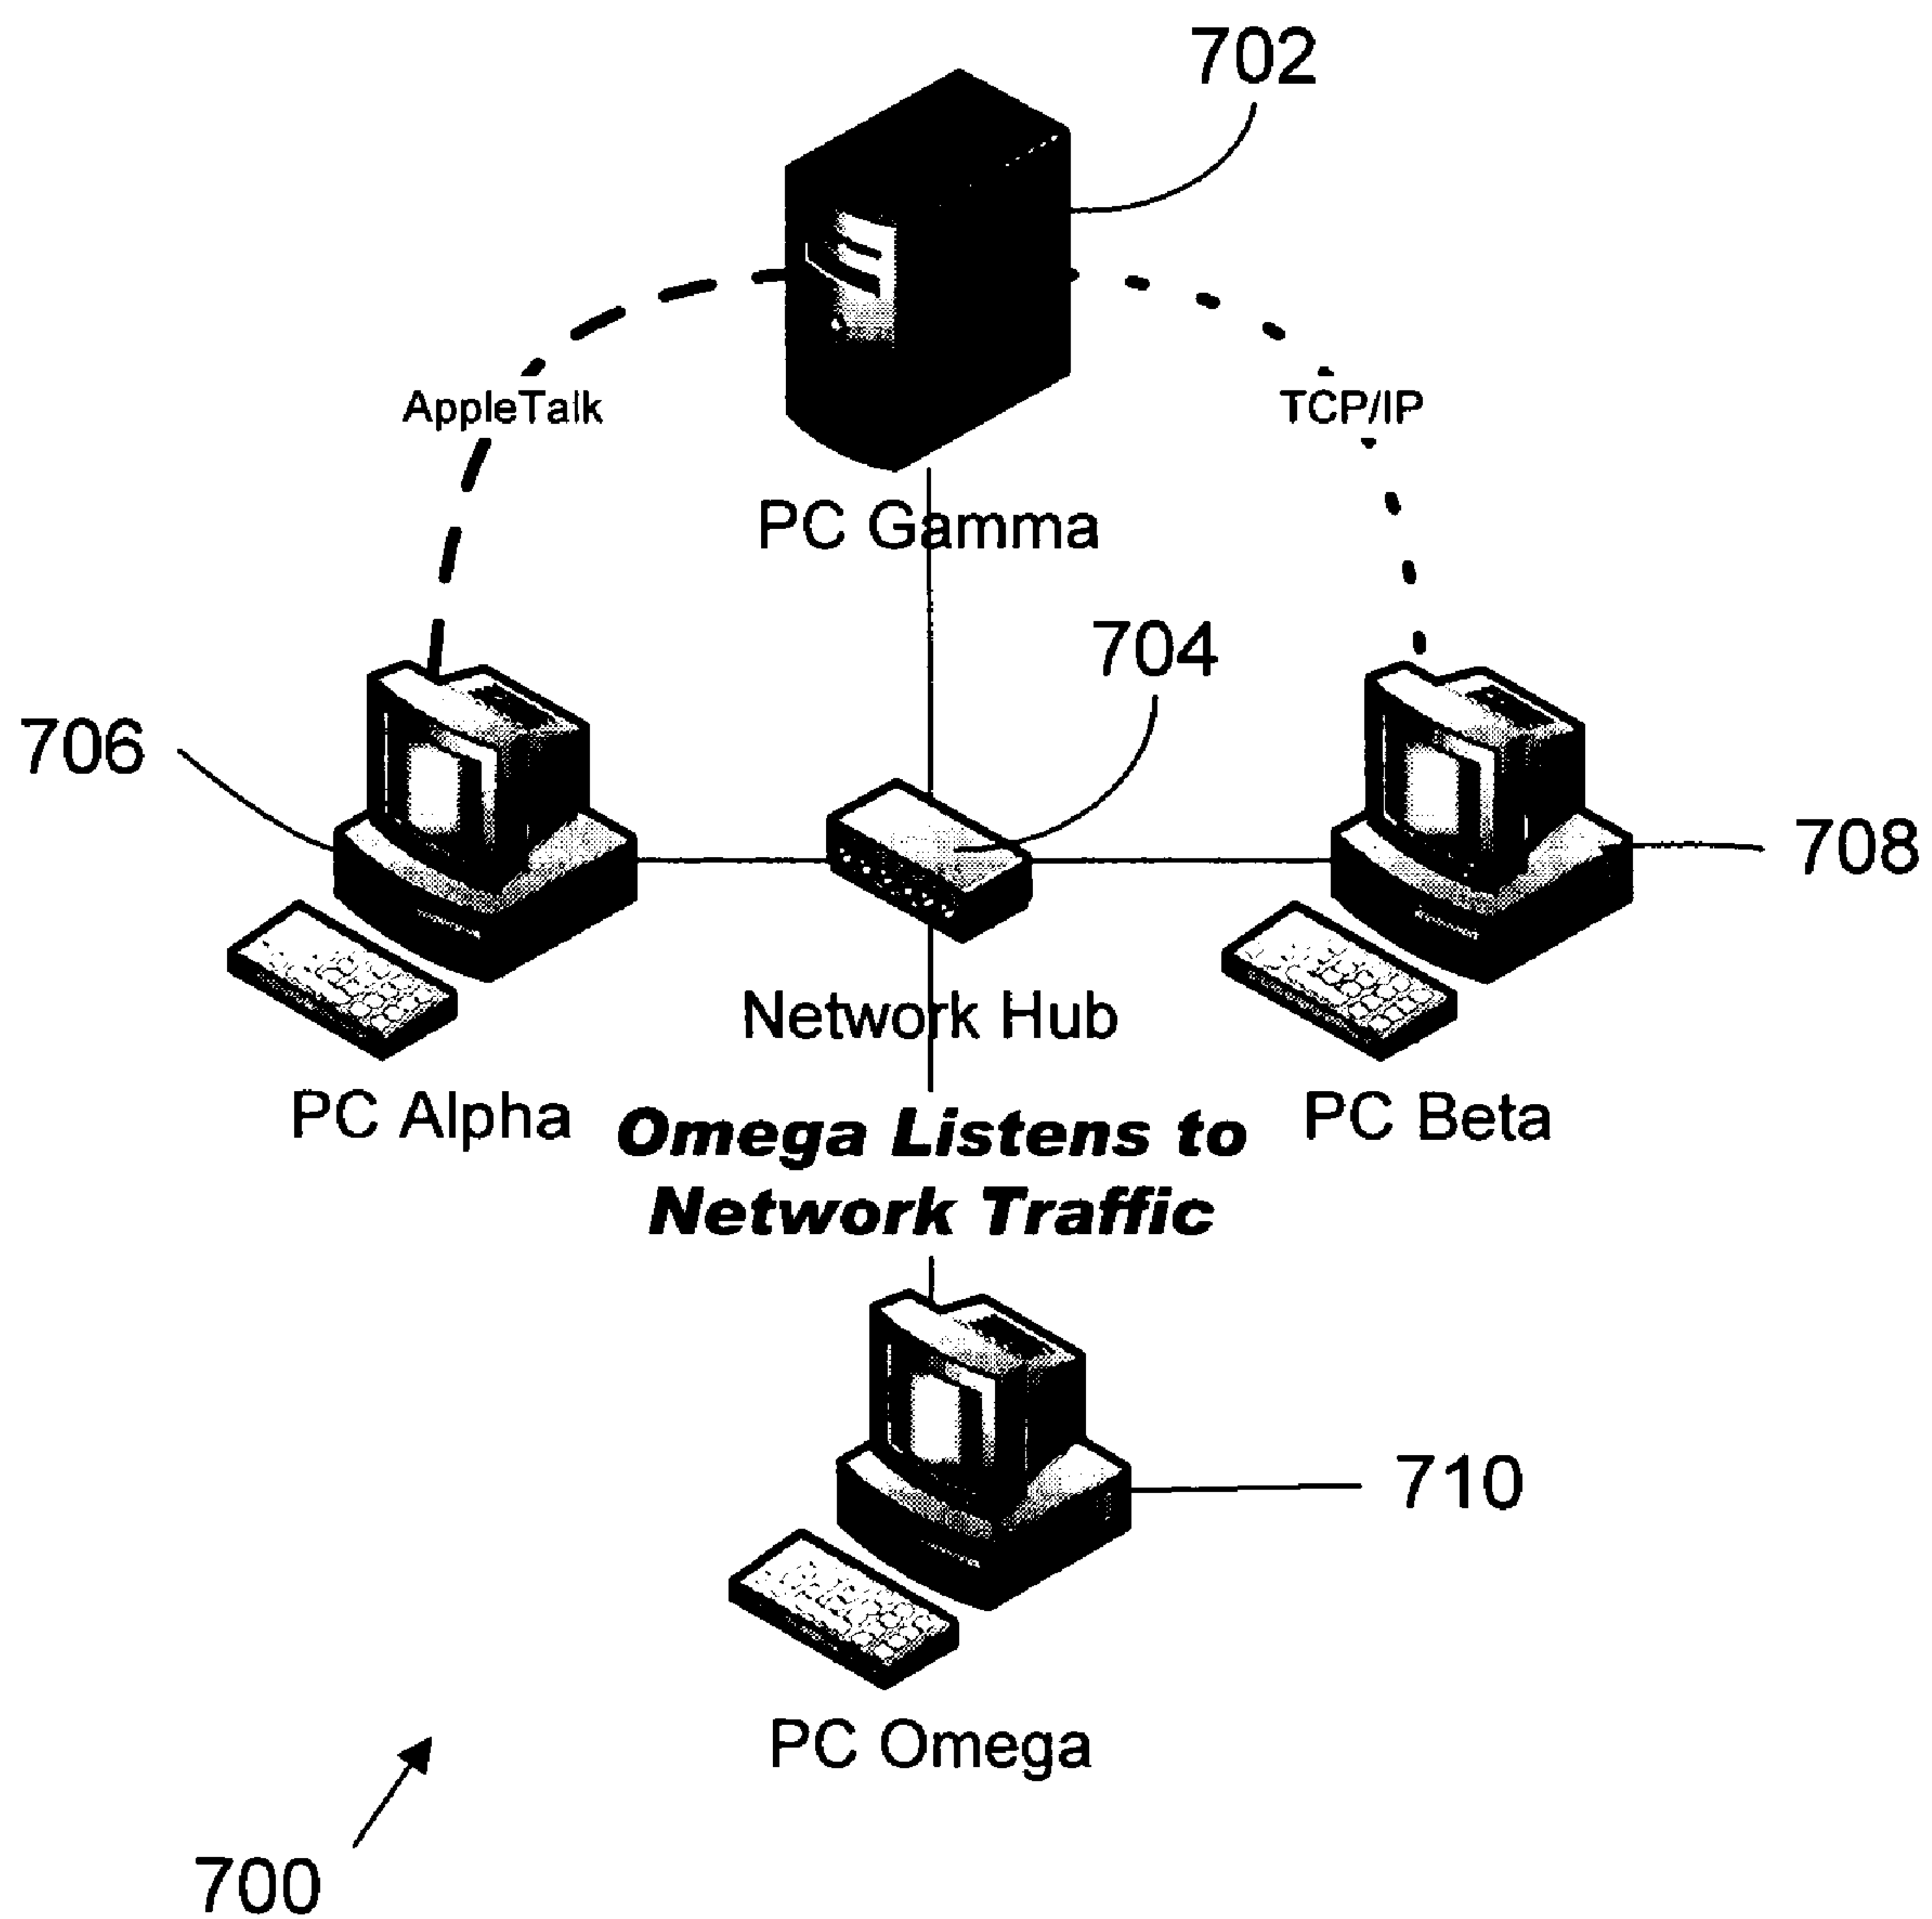 702
AppleTalk
TCP/IP
PC Gamma
704
706
708
Network Hub
PC Alpha
PC Beta
Omega Listens to
Network Traffic
710
PC Omega
700